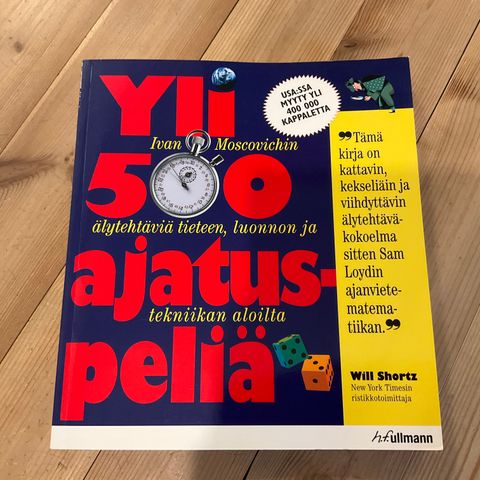 Yli
Ivan Moscovichin
500
älytehtäviä tieteen, luonnon ja
ajatus-
tekniikan aloilta
peliä
USA:SSA
MYYTY YLI
400 000
KAPPALETTA
”Tämä
kirja on
kattavin,
kekseliäin ja
viihdyttävin
älytehtävä-
kokoelma
sitten Sam
Loydin
ajanviete-
matema-
tiikan.”
Will Shortz
New York Timesin
ristikkotoimittaja
h.f.ullmann